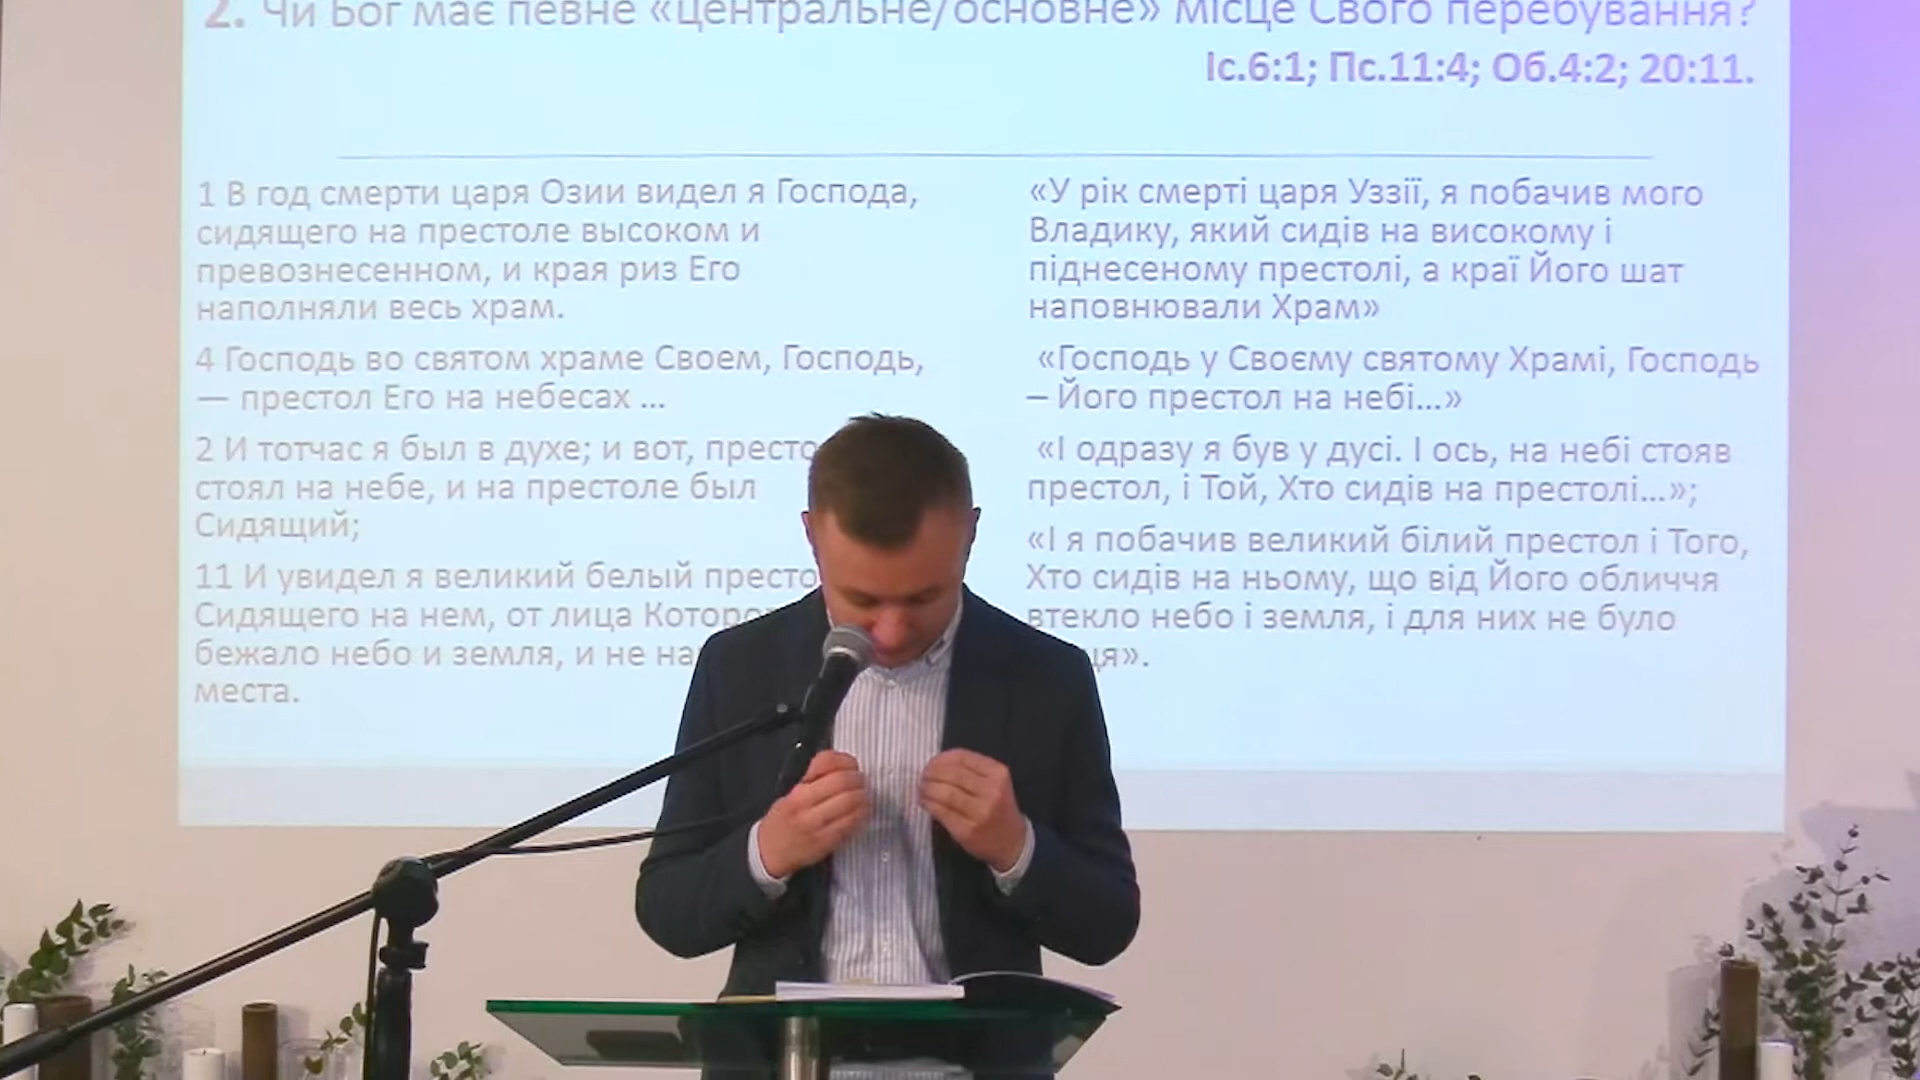 2. Чи Бог має певне «центральне/основне» місце Свого перебування?
Іс.6:1; Пс.11:4; Об.4:2; 20:11.
1 В год смерти царя Озии видел я Господа,
сидящего на престоле высоком и
превознесенном, и края риз Его
наполняли весь храм.
4 Господь во святом храме Своем, Господь,
— престол Его на небесах ...
2 И тотчас я был в духе; и вот, престо
стоял на небе, и на престоле был
Сидящий;
11 И увидел я великий белый престо
Сидящего на нем, от лица Которо
бежало небо и земля, и не на
места.
«У рік смерті царя Уззії, я побачив мого
Владику, який сидів на високому і
піднесеному престолі, а краї Його шат
наповнювали Храм»
«Господь у Своєму святому Храмі, Господь
– Його престол на небі...»
«І одразу я був у дусі. І ось, на небі стояв
престол, і Той, Хто сидів на престолі...»;
«І я побачив великий білий престол і Того,
Хто сидів на ньому, що від Його обличчя
втекло небо і земля, і для них не було
ця».